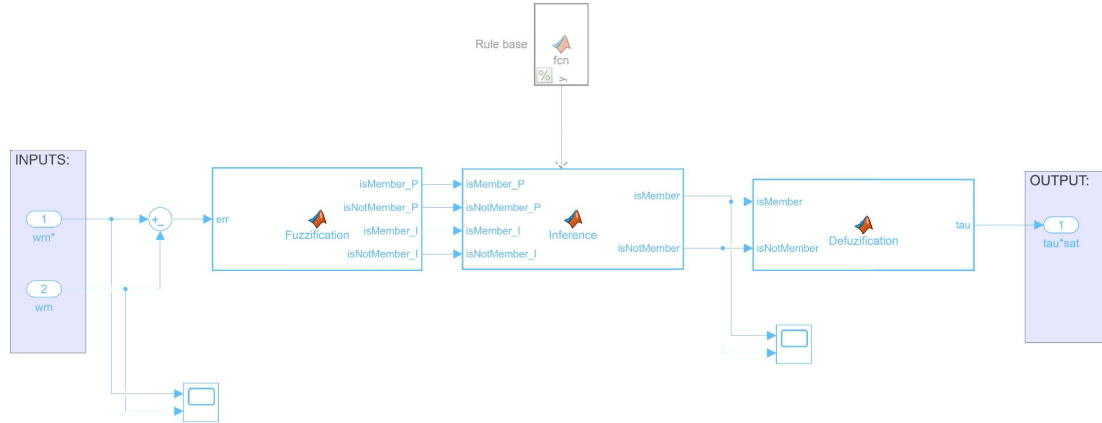 Rule base
fcn
y
INPUTS:
1
wm*
2
wm
err
Fuzzification
isMember_P
isNotMember_P
isMember_I
isNotMember_I
isMember_P
isNotMember_P
isMember_I
isNotMember_I
Inference
isMember
isNotMember
isMember
isNotMember
Defuzification
tau
OUTPUT:
1
tau*sat